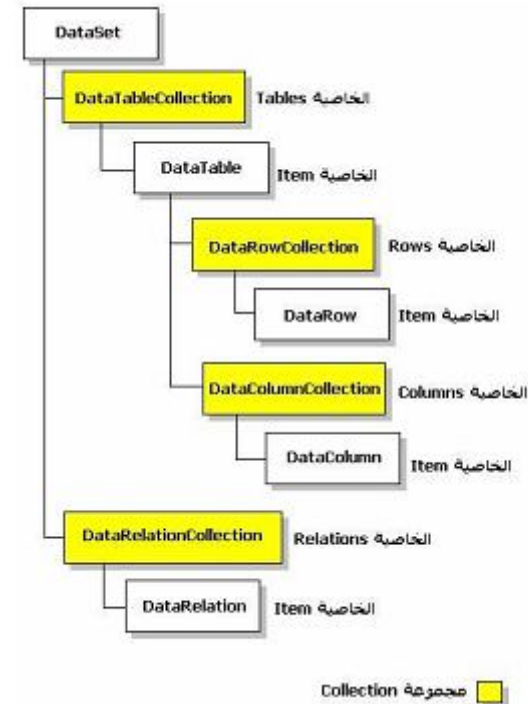 DataSet
DataTableCollection
الخاصية Tables
DataTable
الخاصية Item
DataRowCollection
الخاصية Rows
DataRow
الخاصية Item
DataColumnCollection
الخاصية Columns
DataColumn
الخاصية Item
DataRelationCollection
الخاصية Relations
DataRelation
الخاصية Item
مجموعة Collection